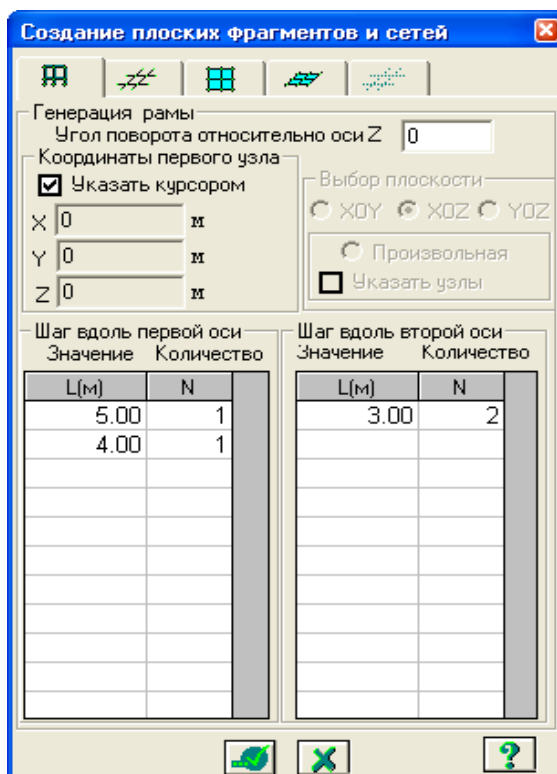 Создание плоских фрагментов и сетей
Генерация рамы
Угол поворота относительно оси Z 0
Координаты первого узла
Указать курсором
X 0 м
Y 0 м
Z 0 м
Выбор плоскости
XOY XOZ YOZ
Произвольная
Указать узлы
Шаг вдоль первой оси
Значение Количество
L(м) N
5.00 1
4.00 1
Шаг вдоль второй оси
Значение Количество
L(м) N
3.00 2
?